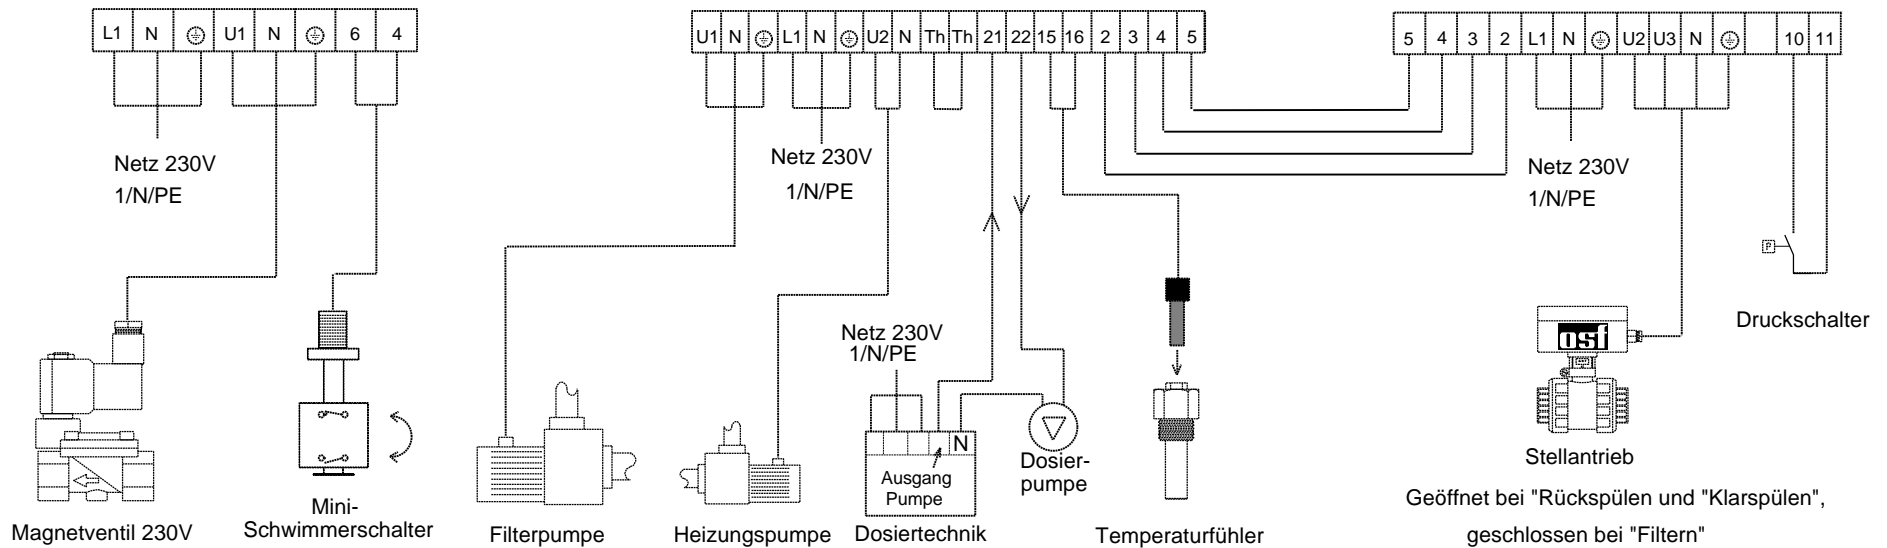 L1 N U1 N 6 4
U1 N L1 N U2 N Th Th 21 22 15 16 2 3 4 5
5 4 3 2 L1 N U2 U3 N 10 11
Netz 230V
1/N/PE
Netz 230V
1/N/PE
Netz 230V
1/N/PE
P
Druckschalter
osf
Netz 230V
1/N/PE
N
Ausgang
Pumpe
Dosier-
pumpe
Stellantrieb
Geöffnet bei "Rückspülen und "Klarspülen",
geschlossen bei "Filtern"
Magnetventil 230V
Mini-
Schwimmerschalter
Filterpumpe
Heizungspumpe
Dosiertechnik
Temperaturfühler